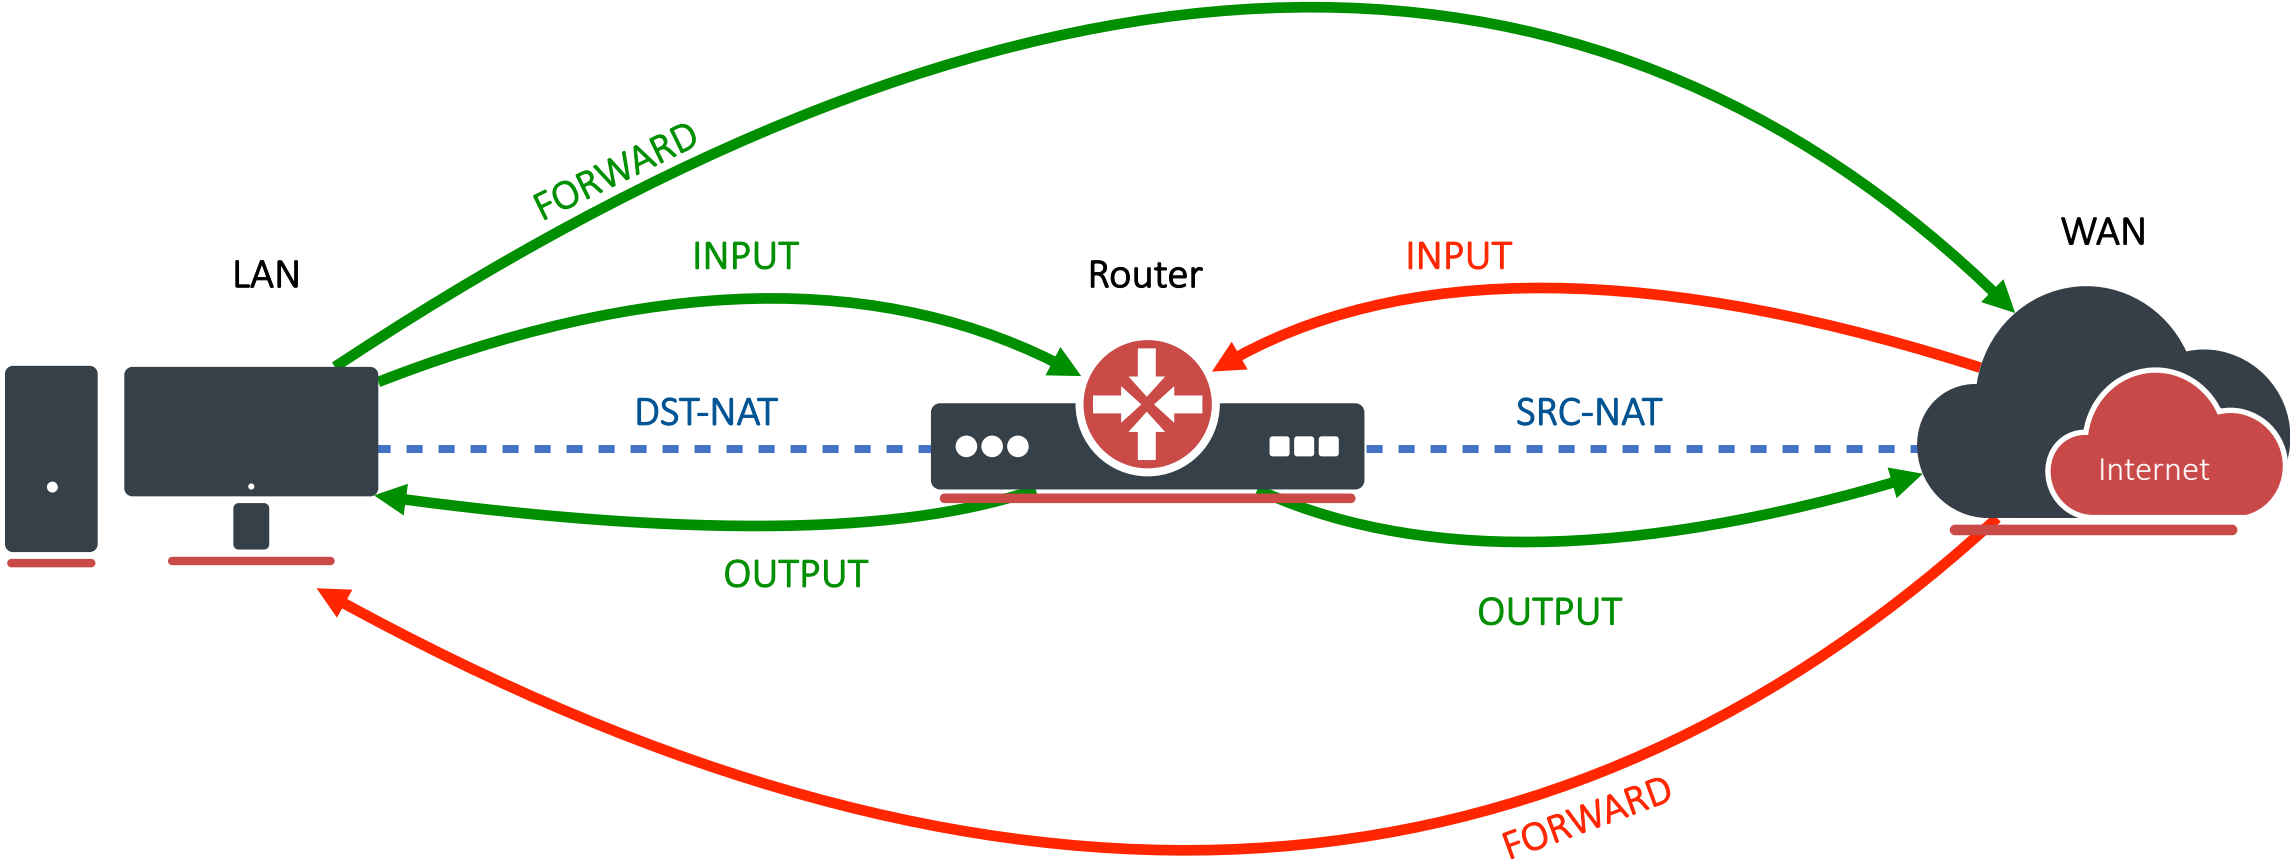 FORWARD
WAN
INPUT
INPUT
LAN
Router
DST-NAT
SRC-NAT
Internet
OUTPUT
OUTPUT
FORWARD